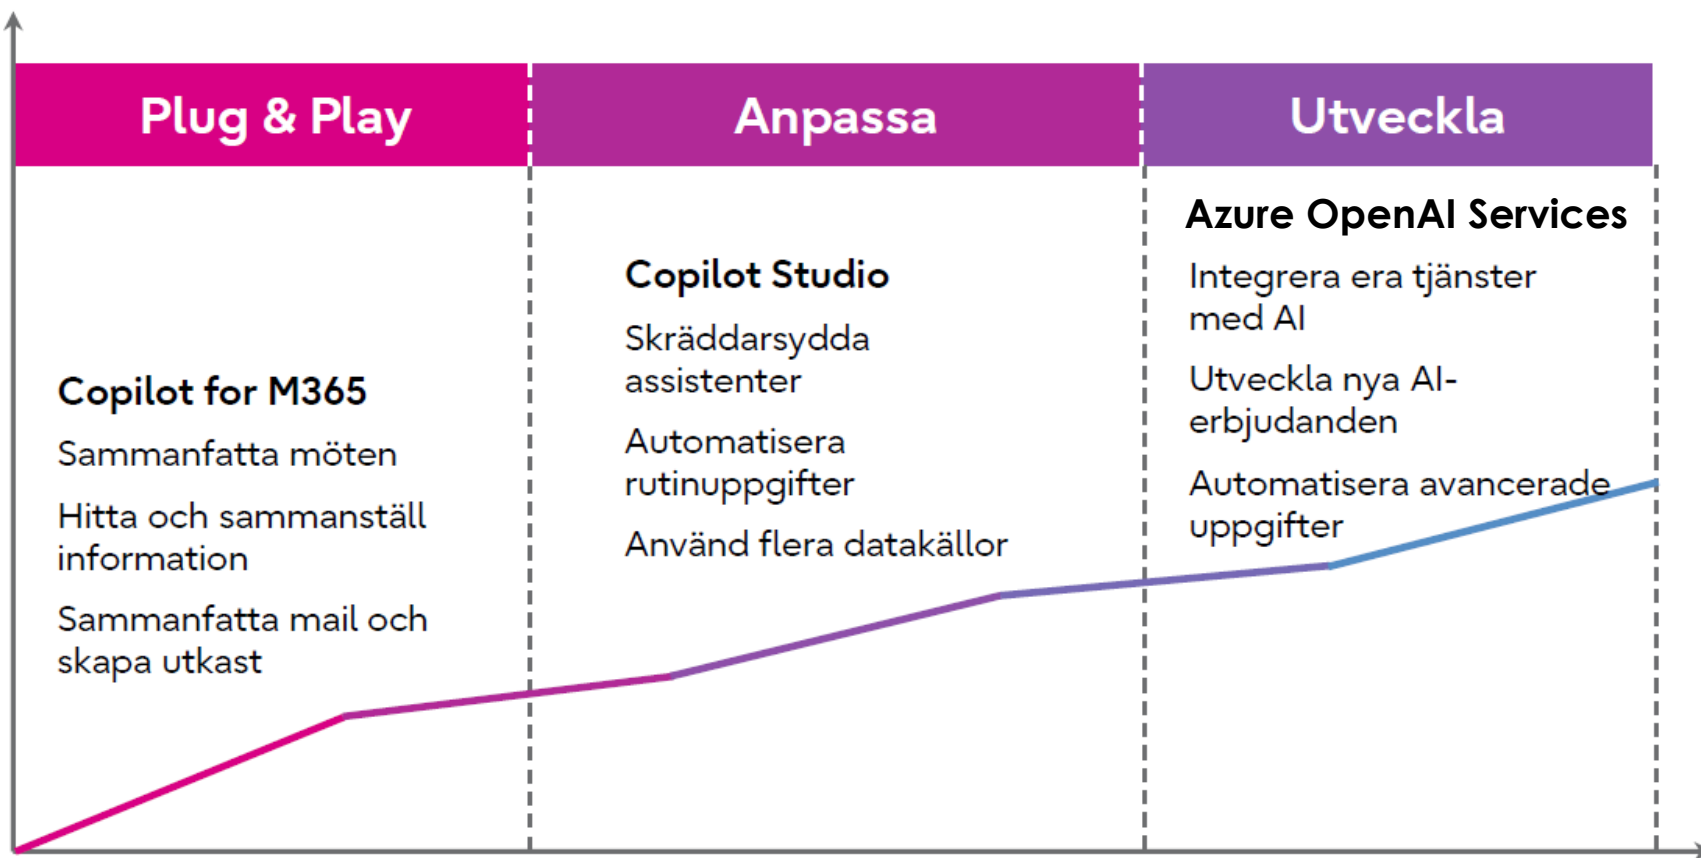 Plug & Play
Anpassa
Utveckla
Copilot for M365
Sammanfatta möten
Hitta och sammanställ
information
Sammanfatta mail och
skapa utkast
Copilot Studio
Skräddarsydda
assistenter
Automatisera
rutinuppgifter
Använd flera datakällor
Azure OpenAI Services
Integrera era tjänster
med AI
Utveckla nya AI-
erbjudanden
Automatisera avancerade
uppgifter